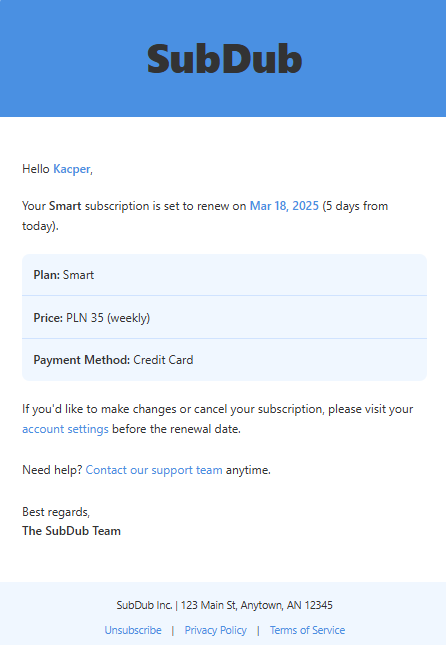 SubDub
Hello Kacper,
Your Smart subscription is set to renew on Mar 18, 2025 (5 days from
today).
Plan: Smart
Price: PLN 35 (weekly)
Payment Method: Credit Card
If you'd like to make changes or cancel your subscription, please visit your
account settings before the renewal date.
Need help? Contact our support team anytime.
Best regards,
The SubDub Team
SubDub Inc. | 123 Main St, Anytown, AN 12345
Unsubscribe | Privacy Policy | Terms of Service